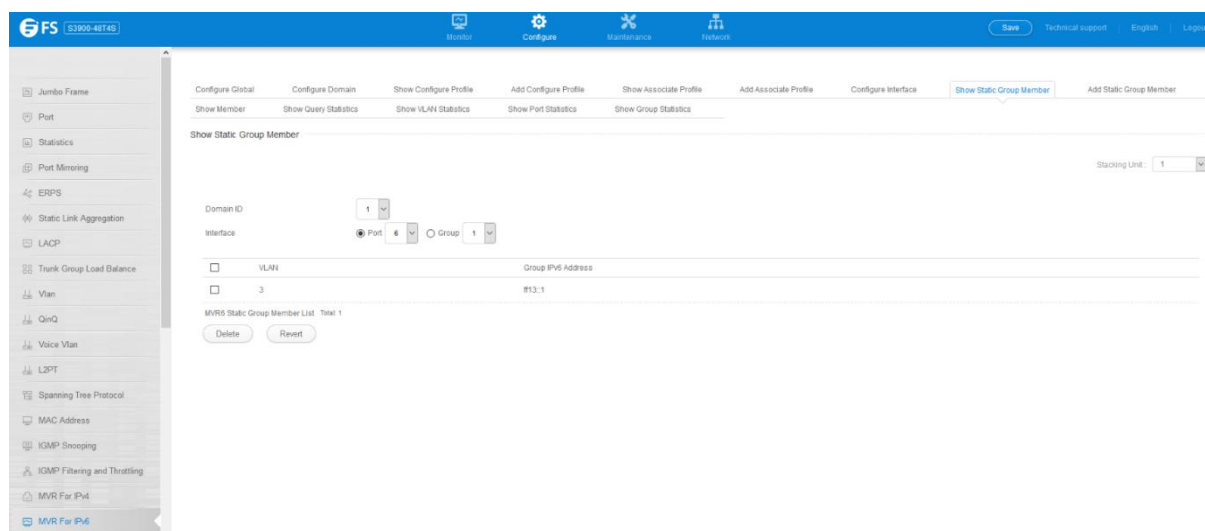 FS S3900-48T4S
Monitor
Configure
Maintenance
Network
Save
Technical support
English
Logou
Jumbo Frame
Port
Statistics
Port Mirroring
ERPS
Static Link Aggregation
LACP
Trunk Group Load Balance
Vlan
QinQ
Voice Vlan
L2PT
Spanning Tree Protocol
MAC Address
IGMP Snooping
IGMP Filtering and Throttling
MVR For IPv4
MVR For IPv6
Configure Global
Configure Domain
Show Configure Profile
Add Configure Profile
Show Associate Profile
Add Associate Profile
Configure Interface
Show Static Group Member
Add Static Group Member
Show Member
Show Query Statistics
Show VLAN Statistics
Show Port Statistics
Show Group Statistics
Show Static Group Member
Stacking Unit: 1
Domain ID 1
Interface Port 6 Group 1
VLAN Group IPv6 Address
3 ff13::1
MVR6 Static Group Member List Total: 1
Delete
Revert